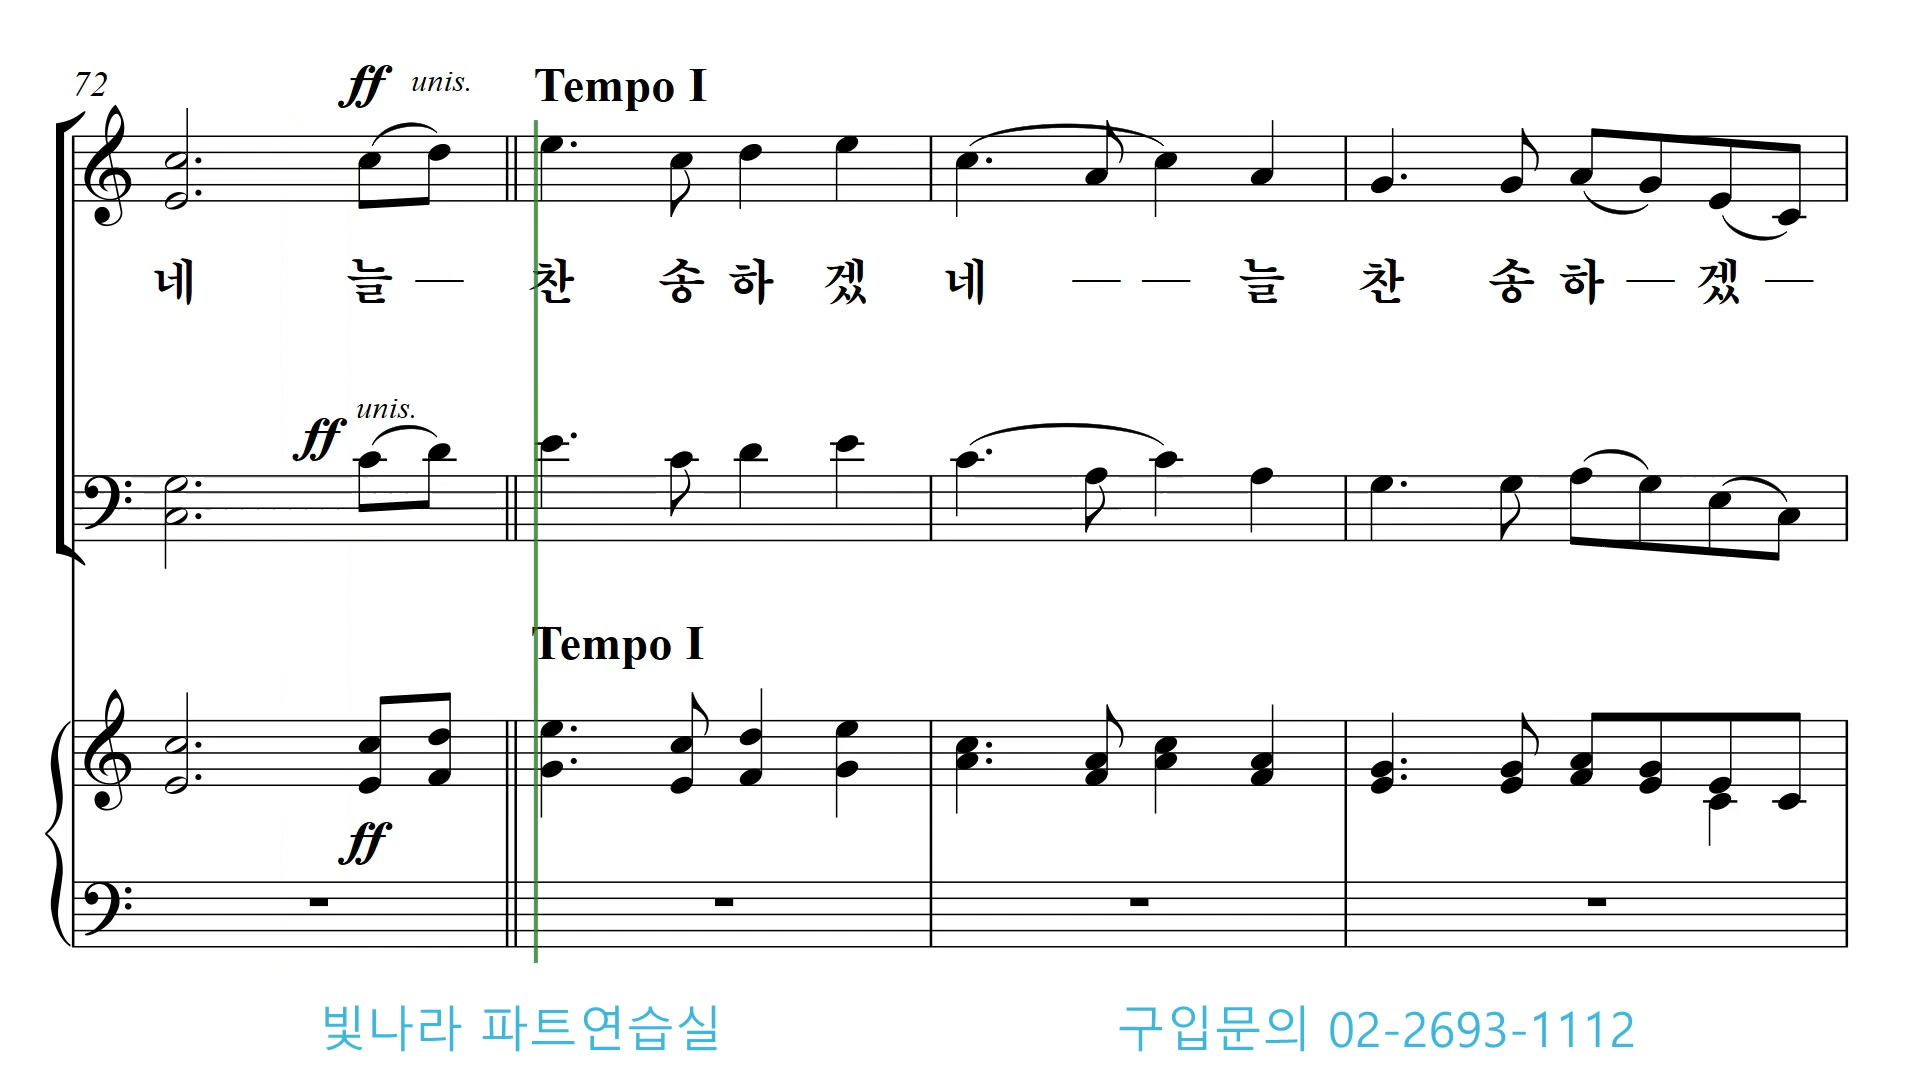 72 ff unis. Tempo I
네 늘 — 찬 송 하 겠 네 — — 늘 찬 송 하 — 겠 —
ff unis.
Tempo I
ff
빛나라 파트연습실 구입문의 02-2693-1112